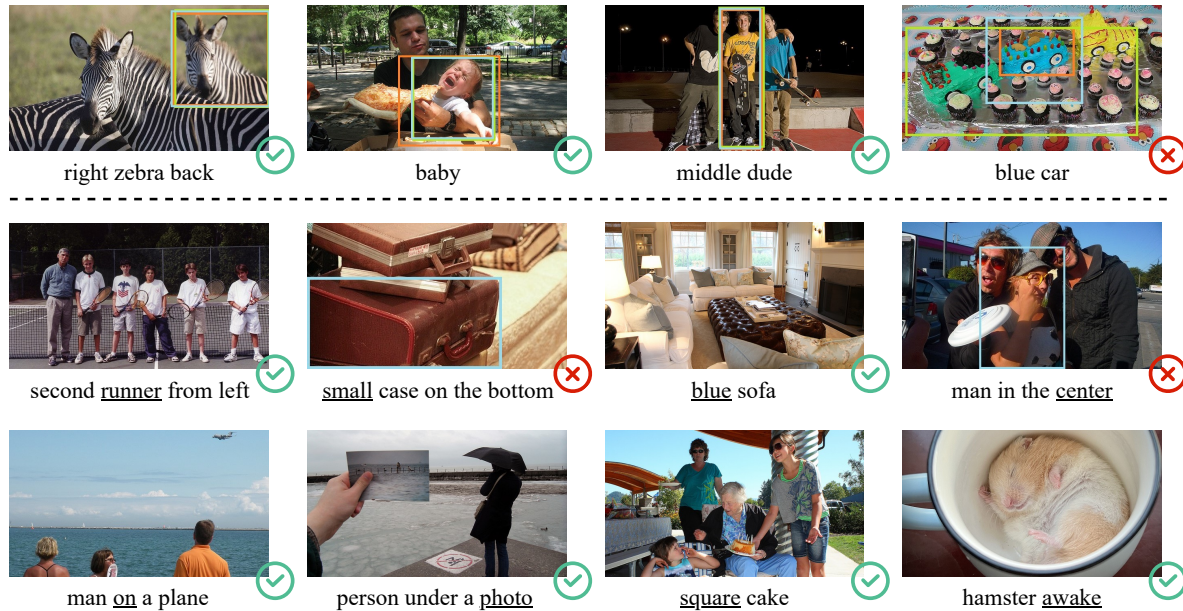 right zebra back
baby
middle dude
blue car
second runner from left
small case on the bottom
blue sofa
man in the center
man on a plane
person under a photo
square cake
hamster awake